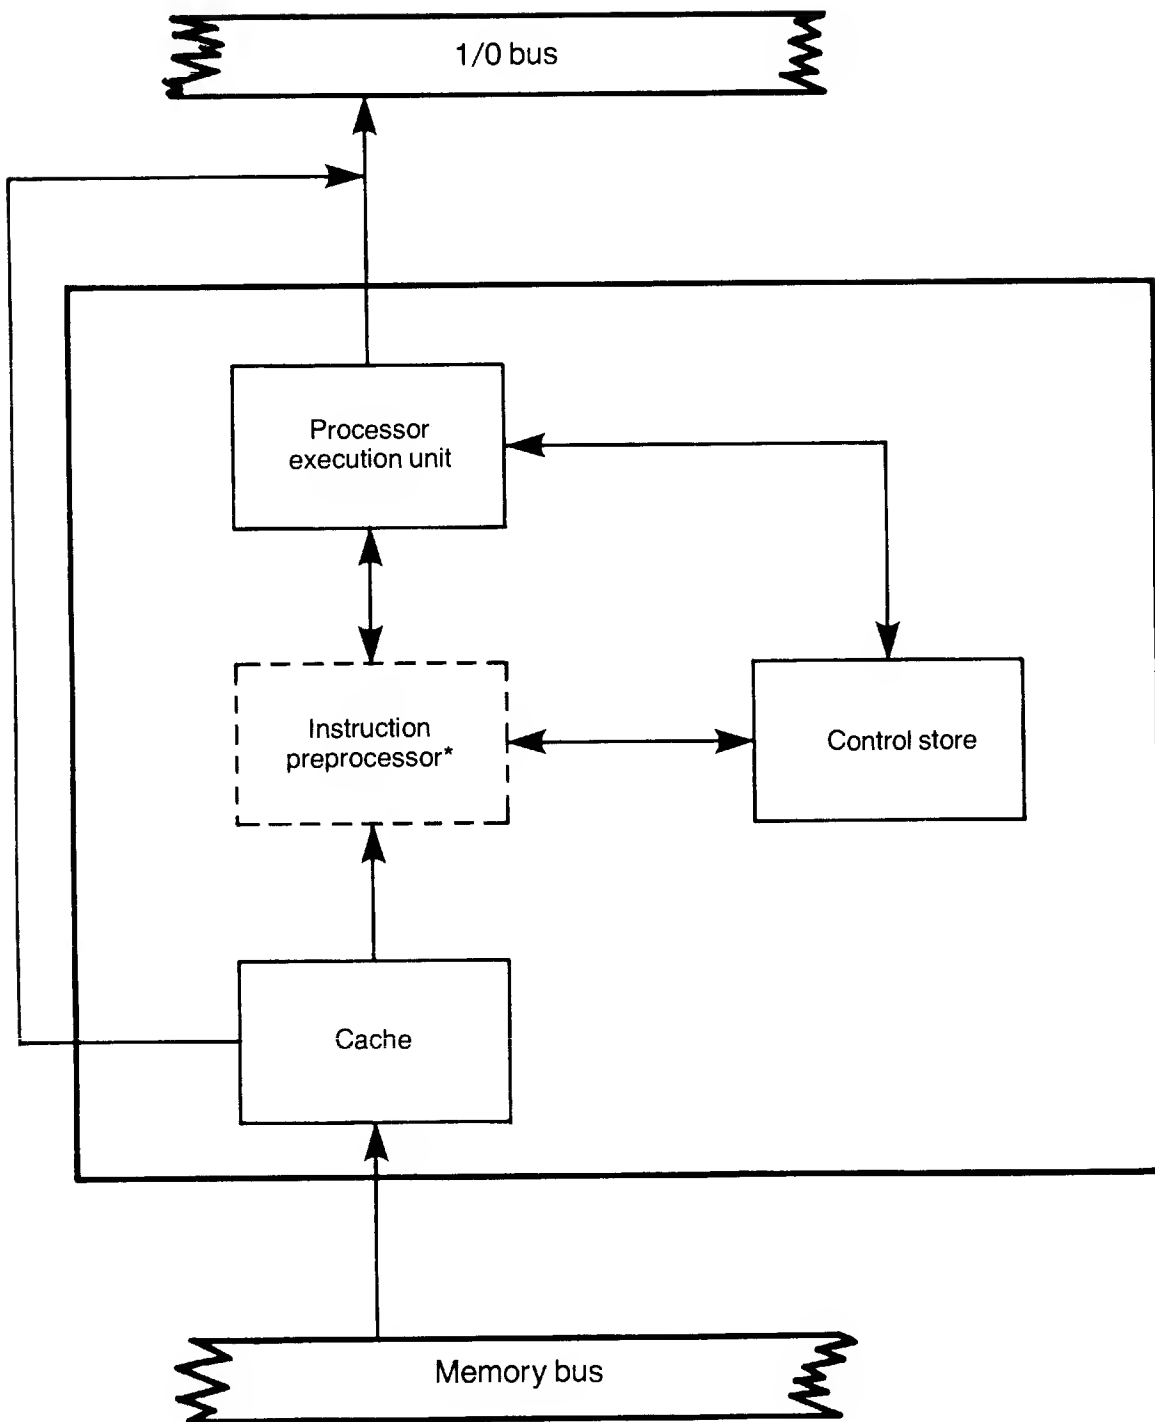 1/0 bus
Processor
execution unit
Instruction
preprocessor*
Control store
Cache
Memory bus